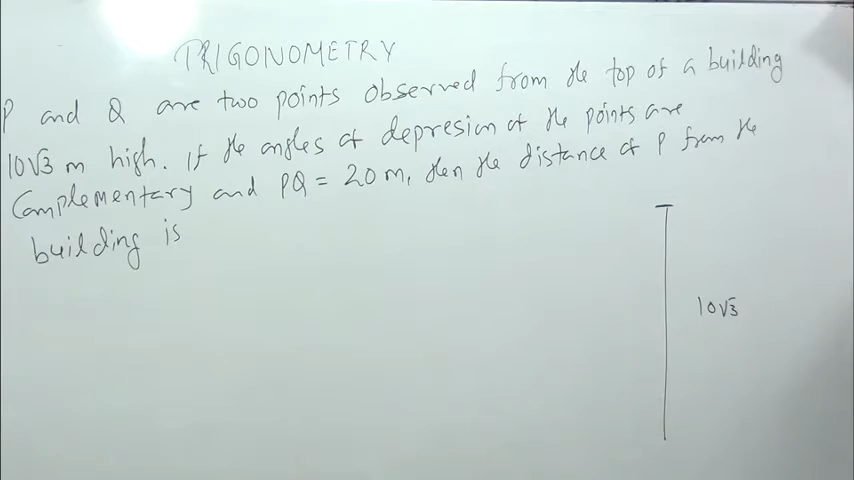 TRIGONOMETRY
P and Q are two points observed from the top of a building
10√3 m high. If the angles of depresion of the points are
Complementary and PQ = 20 m, then the distance of P from the
building is
10√3